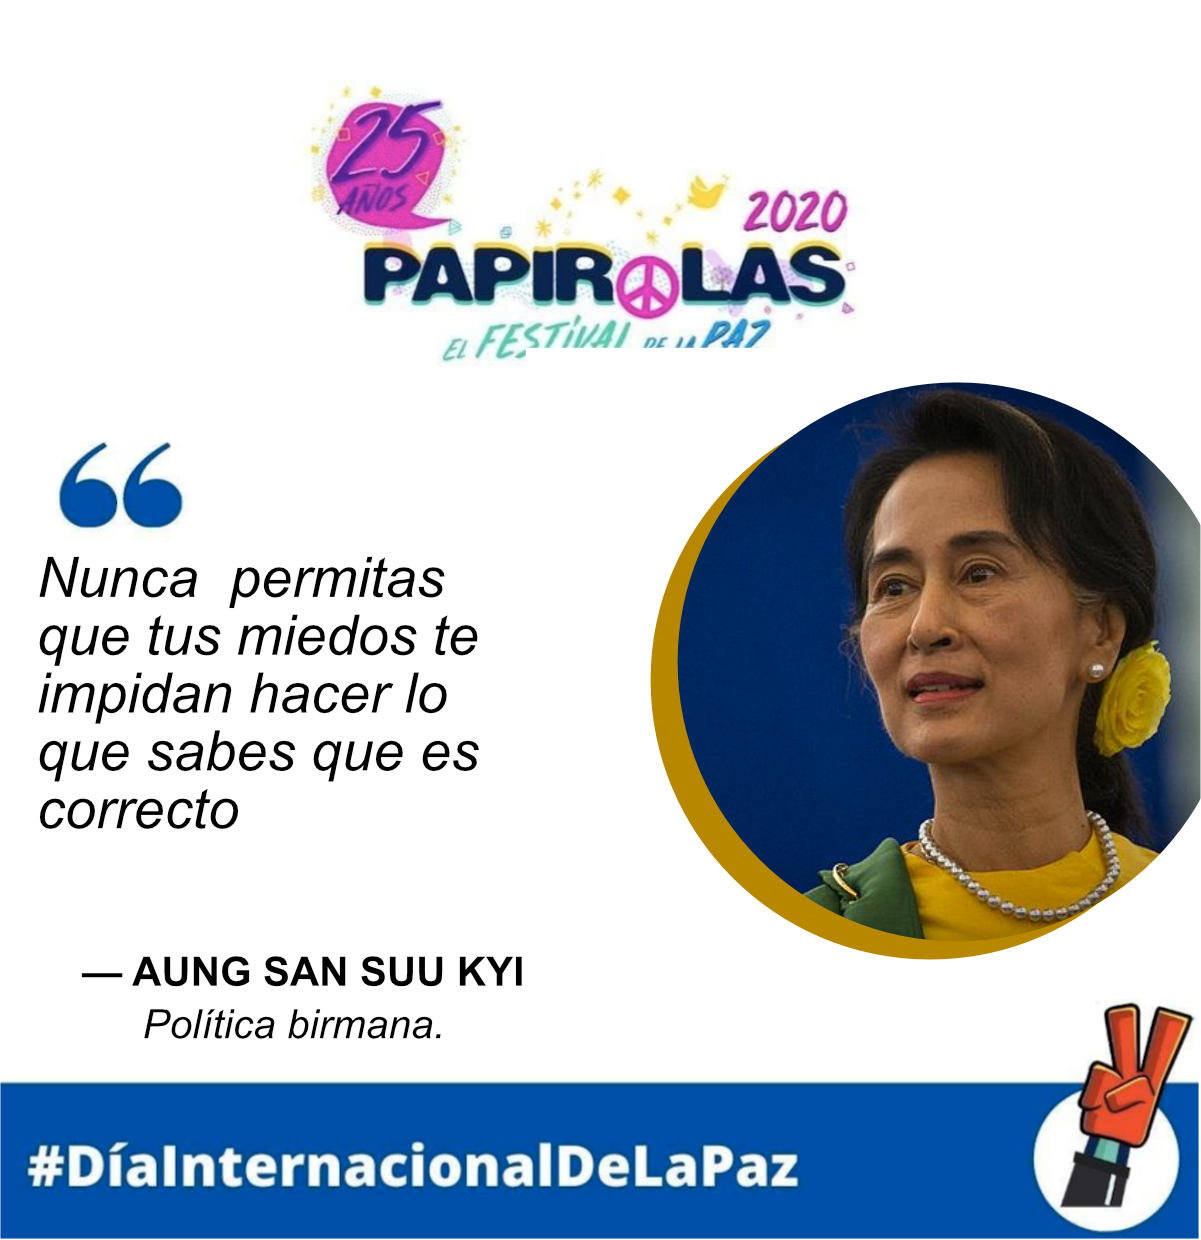 25
AÑOS
2020
PAPIROLAS
EL FESTIVAL DE LA PAZ
“
Nunca  permitas
que tus miedos te
impidan hacer lo
que sabes que es
correcto
— AUNG SAN SUU KYI
Política birmana.
#DíaInternacionalDeLaPaz